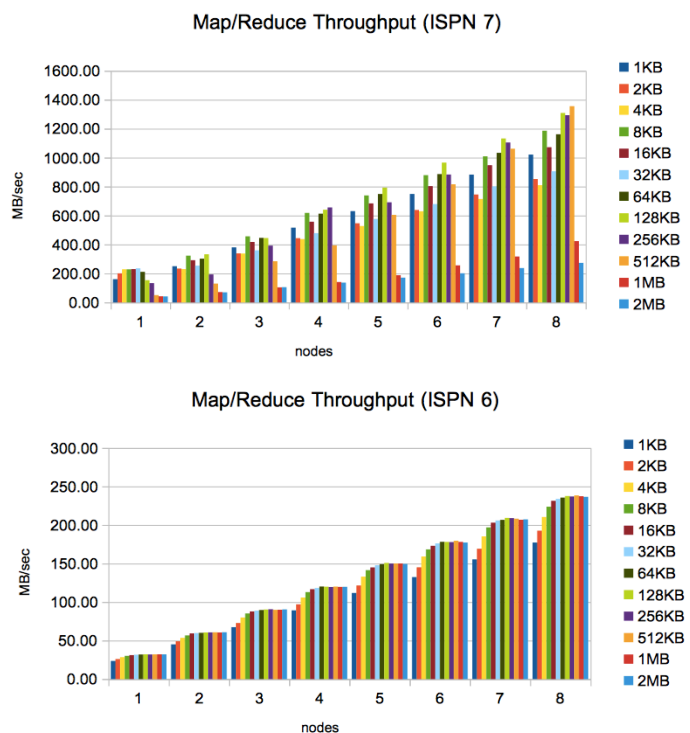 Map/Reduce Throughput (ISPN 7)
1600.00
1400.00
1200.00
1000.00
800.00
600.00
400.00
200.00
0.00
MB/sec
1 2 3 4 5 6 7 8
nodes
1KB
2KB
4KB
8KB
16KB
32KB
64KB
128KB
256KB
512KB
1MB
2MB
Map/Reduce Throughput (ISPN 6)
300.00
250.00
200.00
150.00
100.00
50.00
0.00
MB/sec
1 2 3 4 5 6 7 8
nodes
1KB
2KB
4KB
8KB
16KB
32KB
64KB
128KB
256KB
512KB
1MB
2MB